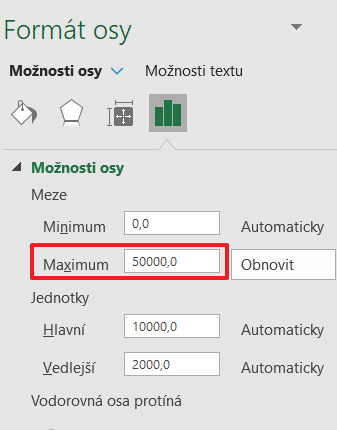 Formát osy
Možnosti osy Možnosti textu
Možnosti osy
Meze
Minimum 0,0 Automaticky
Maximum 50000,0 Obnovit
Jednotky
Hlavní 10000,0 Automaticky
Vedlejší 2000,0 Automaticky
Vodorovná osa protíná